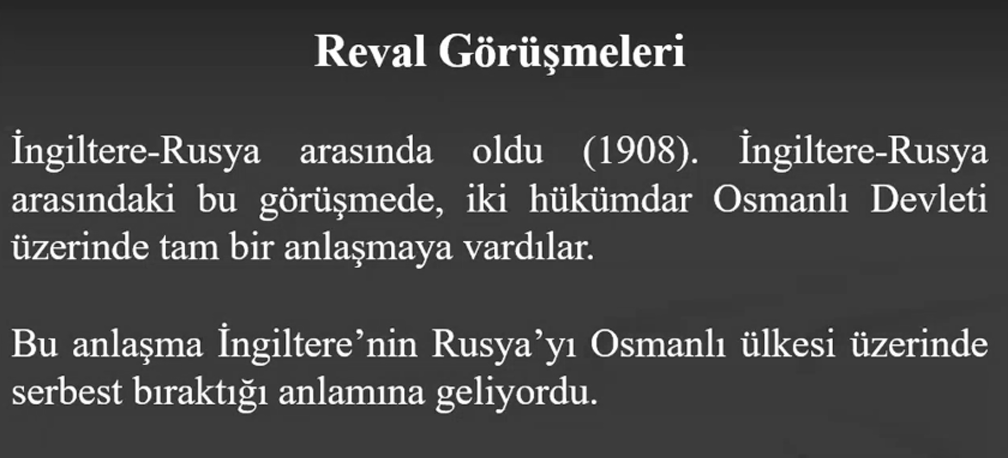 Reval Görüşmeleri
İngiltere-Rusya arasında oldu (1908). İngiltere-Rusya
arasındaki bu görüşmede, iki hükümdar Osmanlı Devleti
üzerinde tam bir anlaşmaya vardılar.
Bu anlaşma İngiltere’nin Rusya’yı Osmanlı ülkesi üzerinde
serbest bıraktığı anlamına geliyordu.